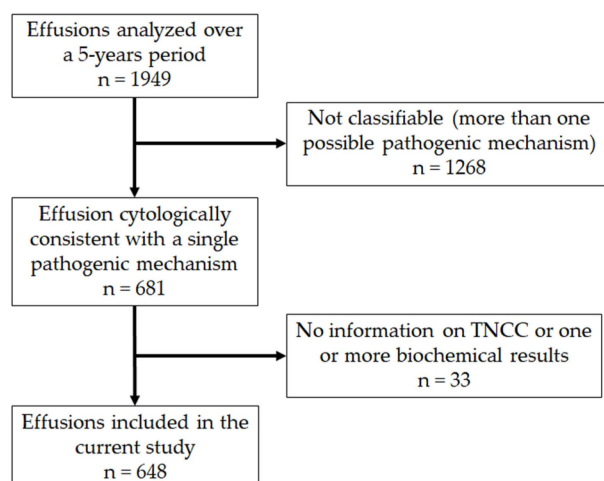 Effusions analyzed over
a 5-years period
n = 1949
Not classifiable (more than one
possible pathogenic mechanism)
n = 1268
Effusion cytologically
consistent with a single
pathogenic mechanism
n = 681
No information on TNCC or one
or more biochemical results
n = 33
Effusions included in the
current study
n = 648